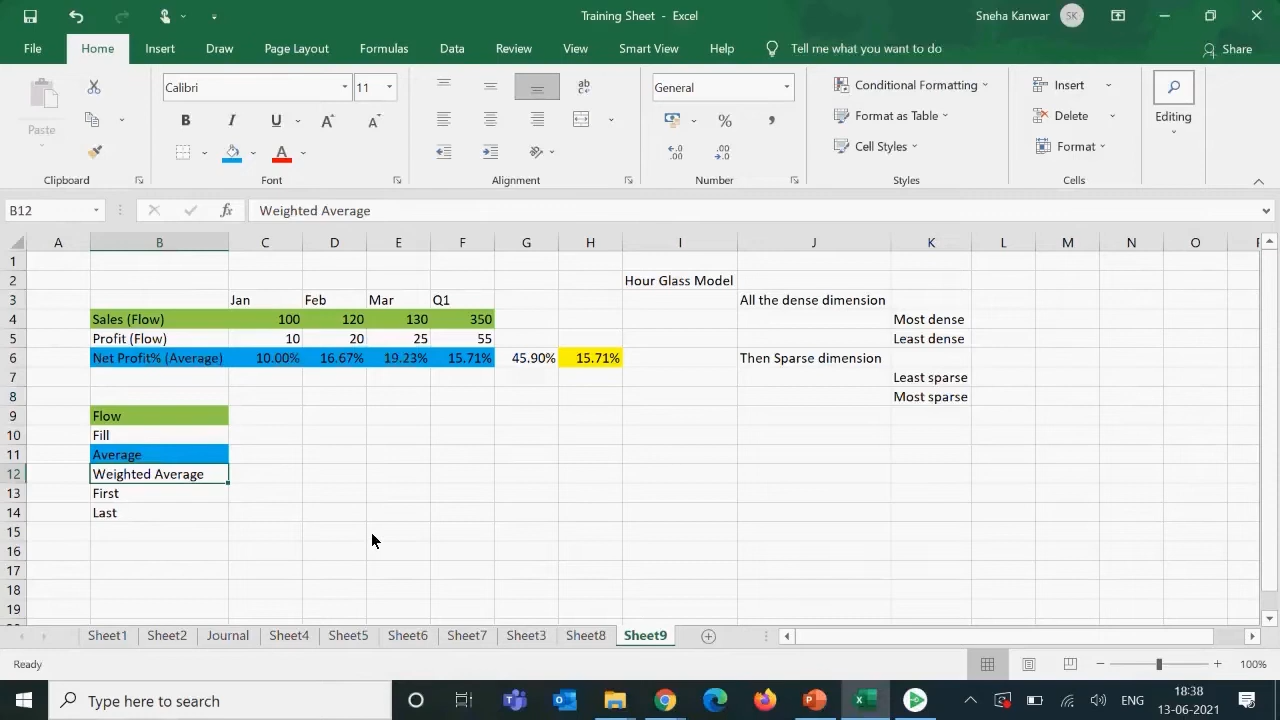 Training Sheet - Excel
Sneha Kanwar SK
File Home Insert Draw Page Layout Formulas Data Review View Smart View Help Tell me what you want to do Share
Paste
Calibri 11
B I U A A
ab
General
% ,
Conditional Formatting
Format as Table
Cell Styles
Insert
Delete
Format
Editing
Clipboard Font Alignment Number Styles Cells
B12 fx Weighted Average
A B C D E F G H I J K L M N O
1
2 Hour Glass Model
3 Jan Feb Mar Q1 All the dense dimension
4 Sales (Flow) 100 120 130 350 Most dense
5 Profit (Flow) 10 20 25 55 Least dense
6 Net Profit% (Average) 10.00% 16.67% 19.23% 15.71% 45.90% 15.71% Then Sparse dimension
7 Least sparse
8 Most sparse
9 Flow
10 Fill
11 Average
12 Weighted Average
13 First
14 Last
15
16
17
18
19
Sheet1 Sheet2 Journal Sheet4 Sheet5 Sheet6 Sheet7 Sheet3 Sheet8 Sheet9
Ready 100%
Type here to search ENG 18:38
13-06-2021